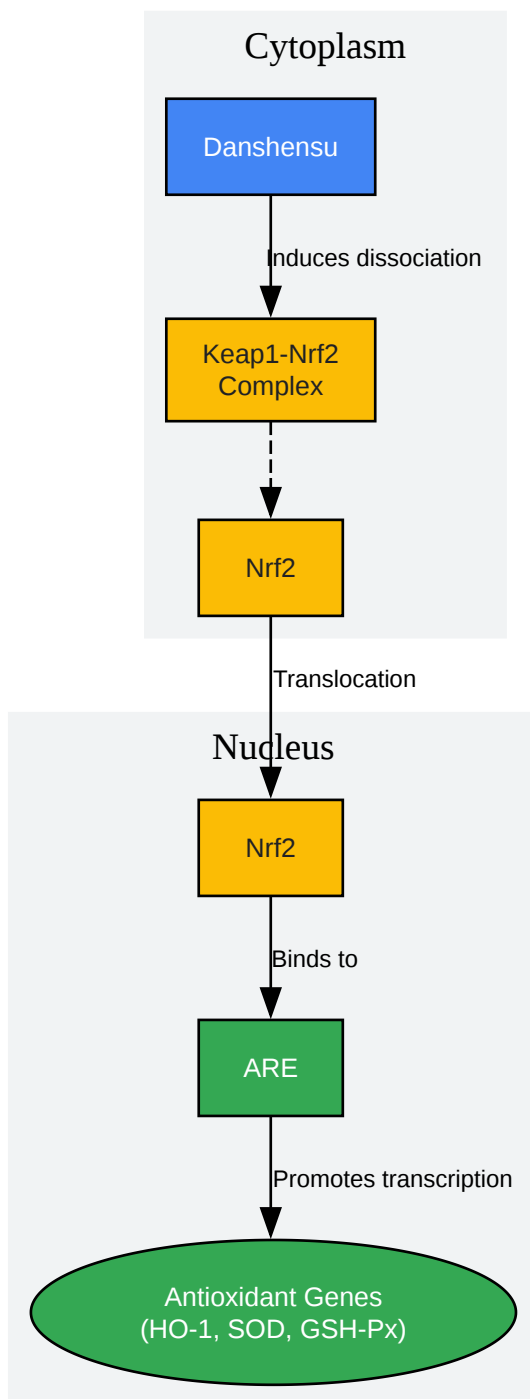 Cytoplasm
Danshensu
Induces dissociation
Keap1-Nrf2
Complex
Nrf2
Translocation
Nucleus
Nrf2
Binds to
ARE
Promotes transcription
Antioxidant Genes
(HO-1, SOD, GSH-Px)